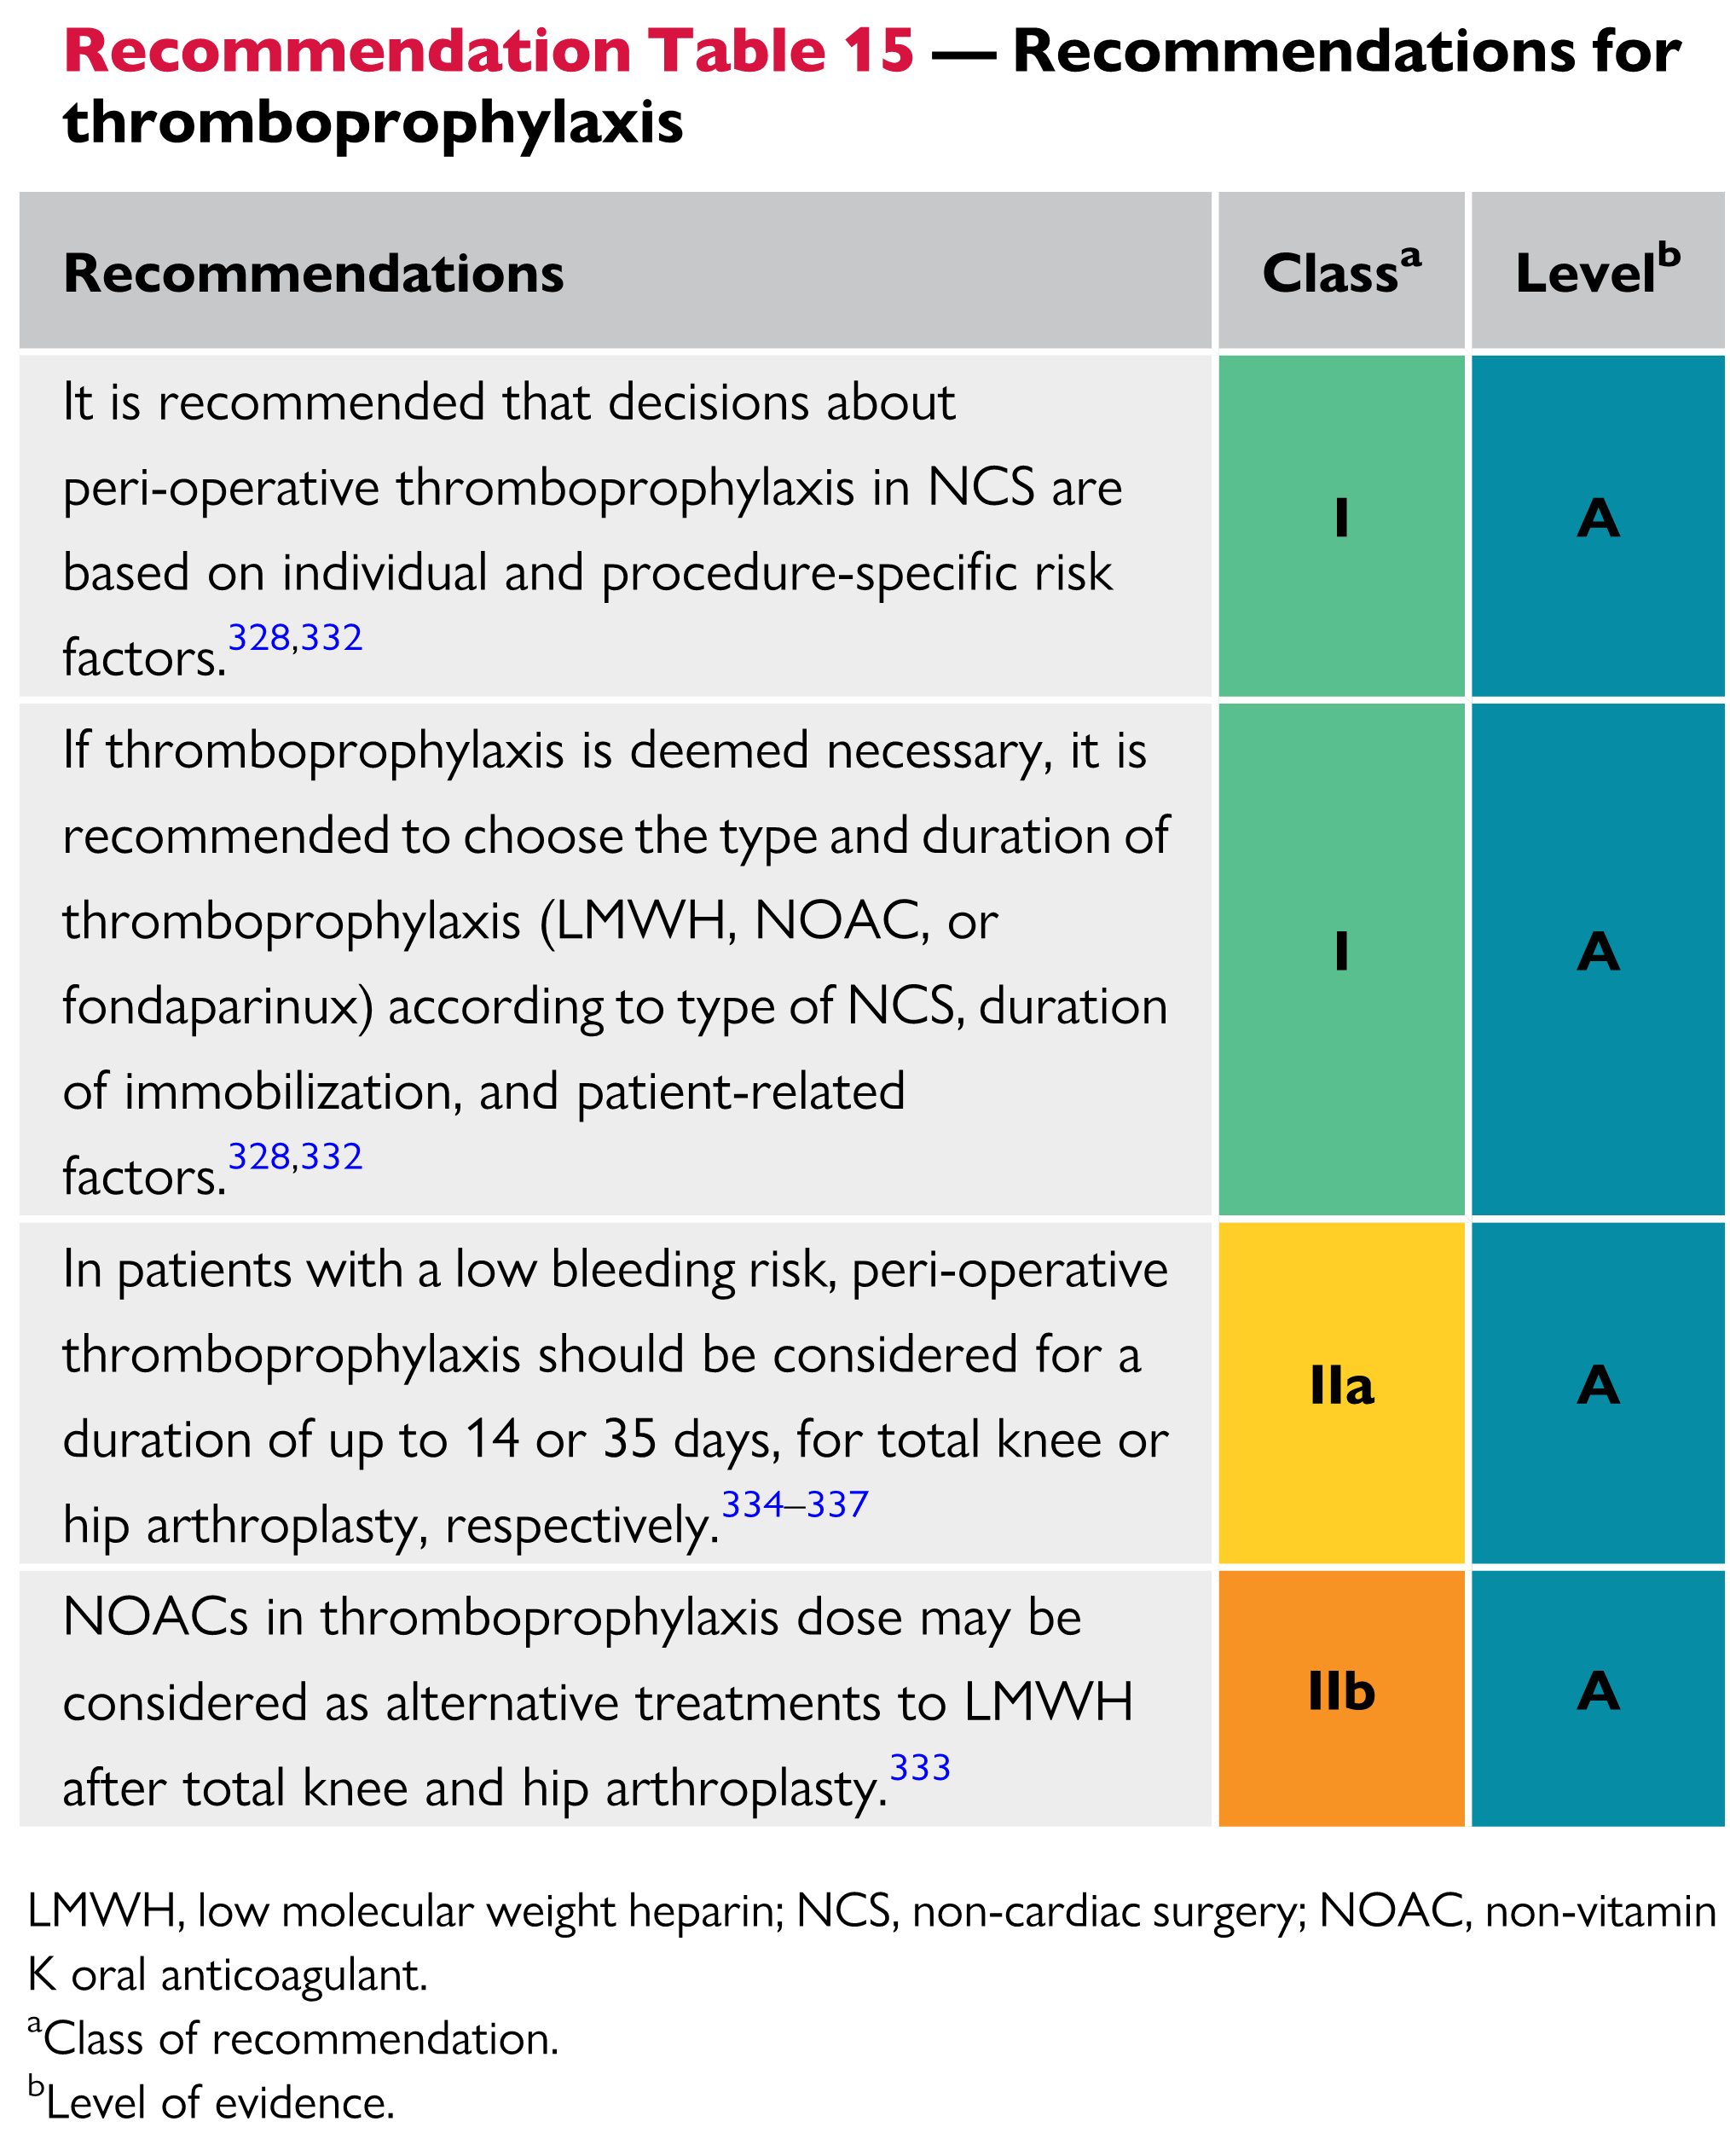 Recommendation Table 15 — Recommendations for
thromboprophylaxis
Recommendations Classa Levelb
It is recommended that decisions about
peri-operative thromboprophylaxis in NCS are
based on individual and procedure-specific risk
factors.328,332
I A
If thromboprophylaxis is deemed necessary, it is
recommended to choose the type and duration of
thromboprophylaxis (LMWH, NOAC, or
fondaparinux) according to type of NCS, duration
of immobilization, and patient-related
factors.328,332
I A
In patients with a low bleeding risk, peri-operative
thromboprophylaxis should be considered for a
duration of up to 14 or 35 days, for total knee or
hip arthroplasty, respectively.334–337
IIa A
NOACs in thromboprophylaxis dose may be
considered as alternative treatments to LMWH
after total knee and hip arthroplasty.333
IIb A
LMWH, low molecular weight heparin; NCS, non-cardiac surgery; NOAC, non-vitamin
K oral anticoagulant.
aClass of recommendation.
bLevel of evidence.